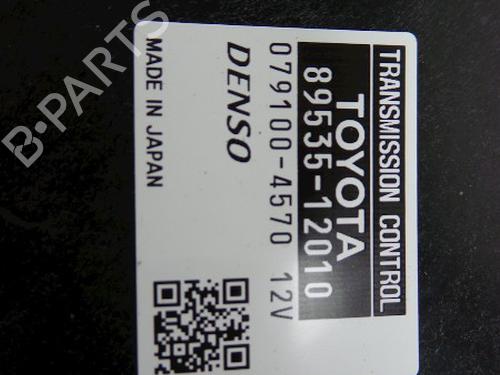 TRANSMISSION CONTROL
TOYOTA
89535-12010
079100-4570 12V
DENSO
MADE IN JAPAN
B-PARTS